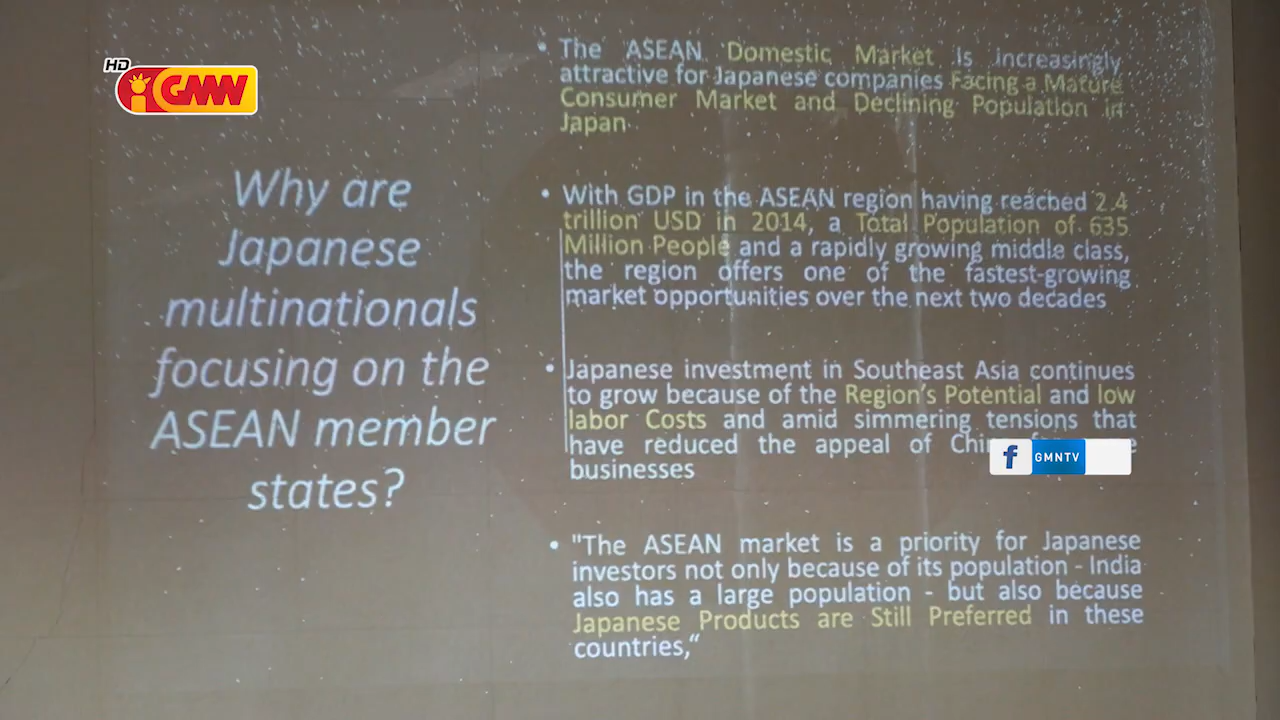 HD
GMN
Why are
Japanese
multinationals
focusing on the
ASEAN member
states?
• The ASEAN Domestic Market is increasingly
attractive for Japanese companies Facing a Mature
Consumer Market and Declining Population in
Japan
• With GDP in the ASEAN region having reached 2.4
trillion USD in 2014, a Total Population of 635
Million People and a rapidly growing middle class,
the region offers one of the fastest-growing
market opportunities over the next two decades
• Japanese investment in Southeast Asia continues
to grow because of the Region's Potential and low
labor Costs and amid simmering tensions that
have reduced the appeal of
businesses
f GMNTV
• "The ASEAN market is a priority for Japanese
investors not only because of its population - India
also has a large population - but also because
Japanese Products are Still Preferred in these
countries,“